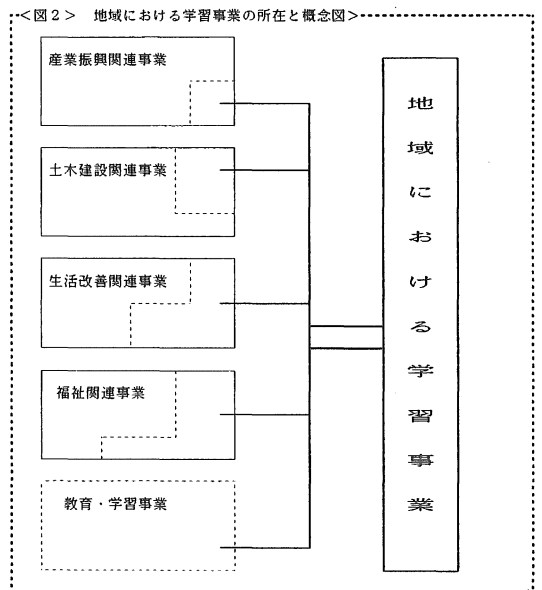 <図2> 地域における学習事業の所在と概念図>
産業振興関連事業
土木建設関連事業
生活改善関連事業
福祉関連事業
教育・学習事業
地域における学習事業